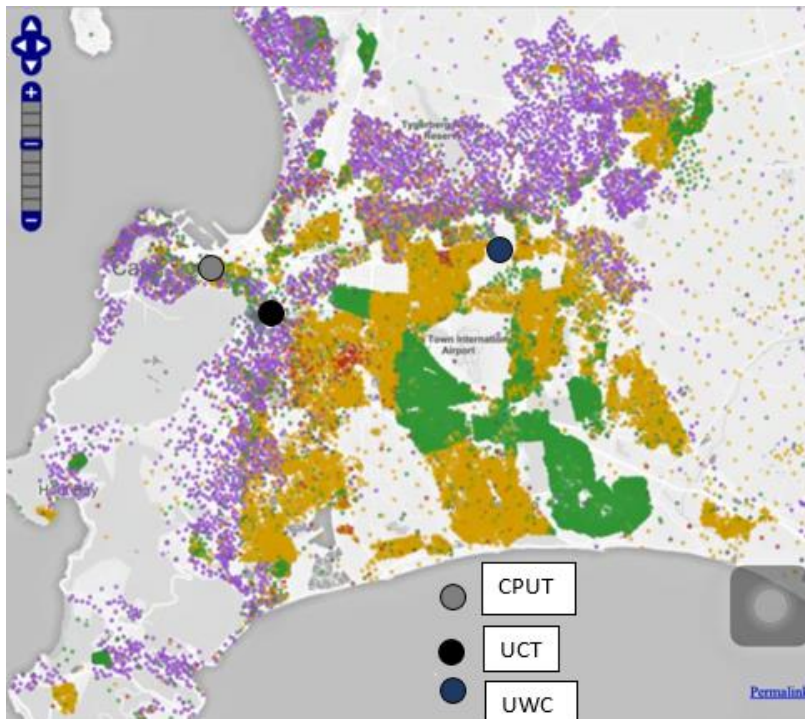 Tygerberg
Reserve
Town International
Airport
CPUT
UCT
UWC
Permalink